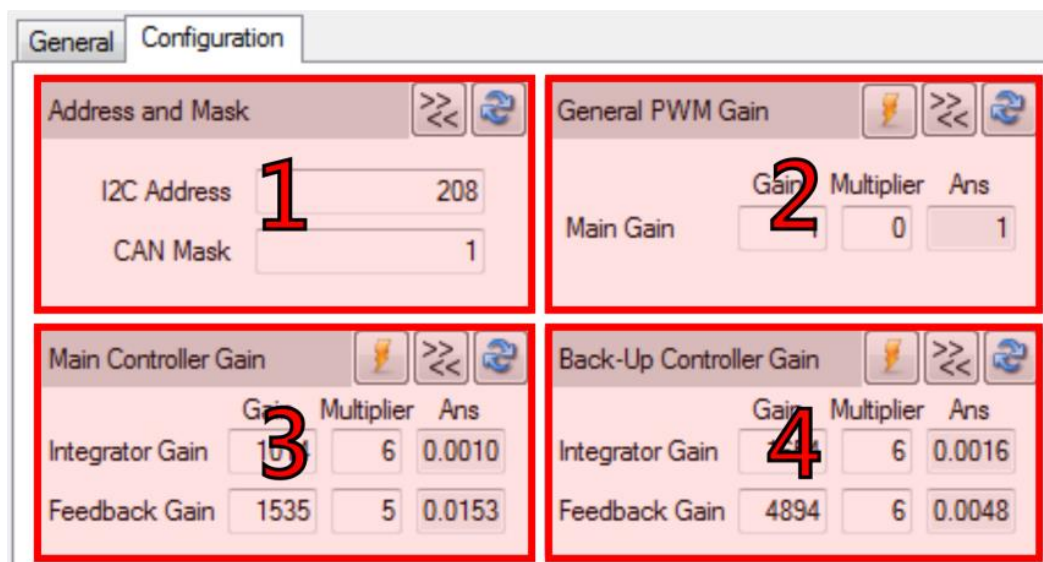 General Configuration
Address and Mask >> <<
I2C Address 208
CAN Mask 1
1
General PWM Gain >> <<
Multiplier Ans
Main Gain 0 1
2
Main Controller Gain >> <<
Multiplier Ans
Integrator Gain 6 0.0010
Feedback Gain 1535 5 0.0153
3
Back-Up Controller Gain >> <<
Multiplier Ans
Integrator Gain 6 0.0016
Feedback Gain 4894 6 0.0048
4